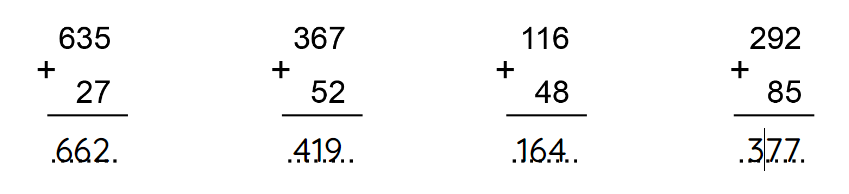 635 367 116 292
+ + + +
27 52 48 85
.662. .419.. .164.. ..377.